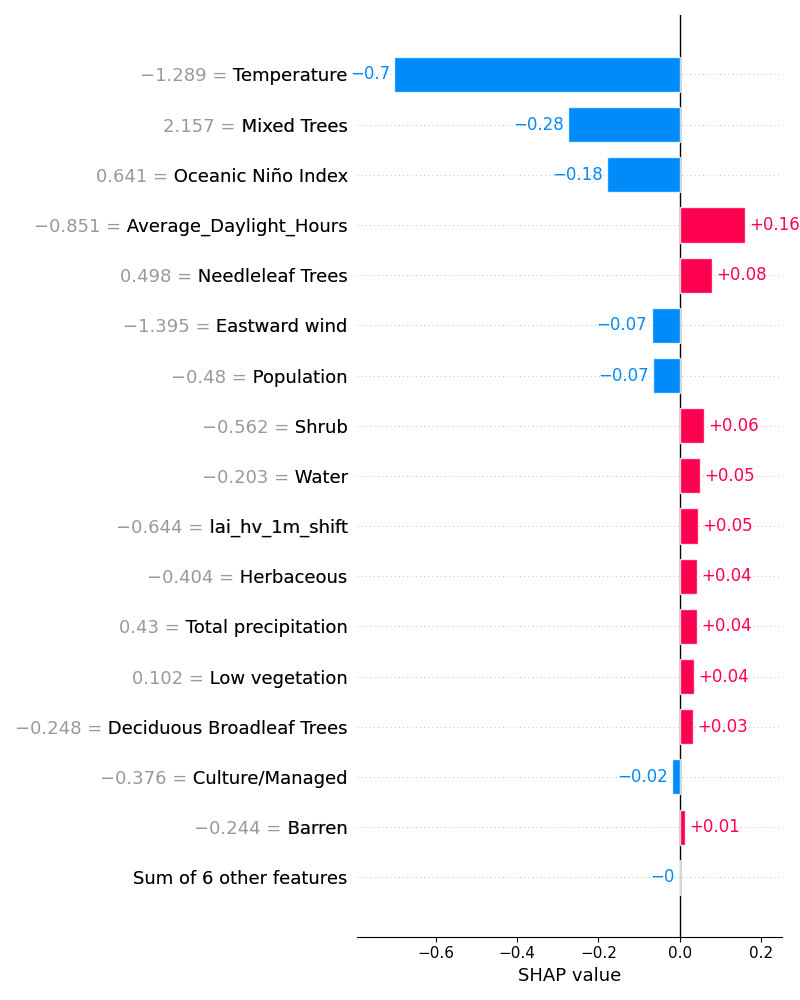 −1.289 = Temperature −0.7
2.157 = Mixed Trees −0.28
0.641 = Oceanic Niño Index −0.18
−0.851 = Average_Daylight_Hours +0.16
0.498 = Needleleaf Trees +0.08
−1.395 = Eastward wind −0.07
−0.48 = Population −0.07
−0.562 = Shrub +0.06
−0.203 = Water +0.05
−0.644 = lai_hv_1m_shift +0.05
−0.404 = Herbaceous +0.04
0.43 = Total precipitation +0.04
0.102 = Low vegetation +0.04
−0.248 = Deciduous Broadleaf Trees +0.03
−0.376 = Culture/Managed −0.02
−0.244 = Barren +0.01
Sum of 6 other features −0
−0.6 −0.4 −0.2 0.0 0.2
SHAP value